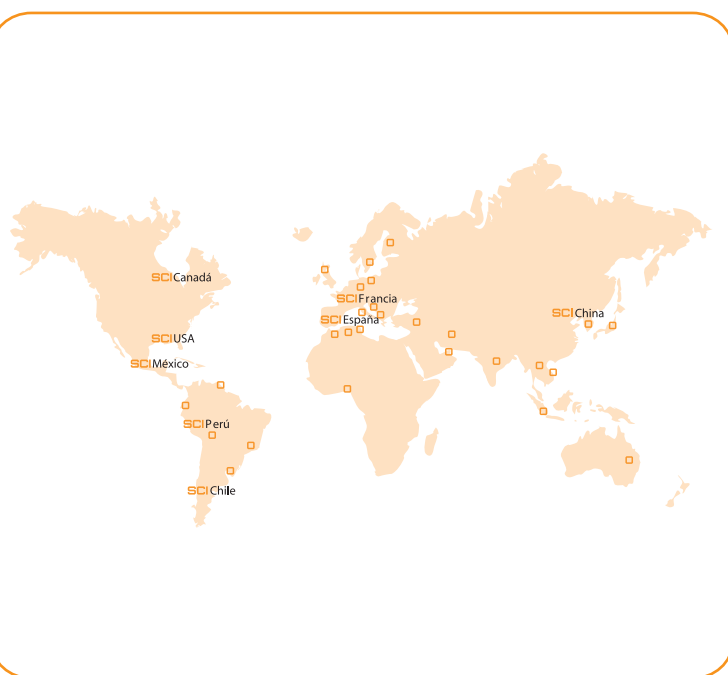 SCI Canadá
SCI Francia
SCI China
SCI España
SCI USA
SCI México
SCI Perú
SCI Chile